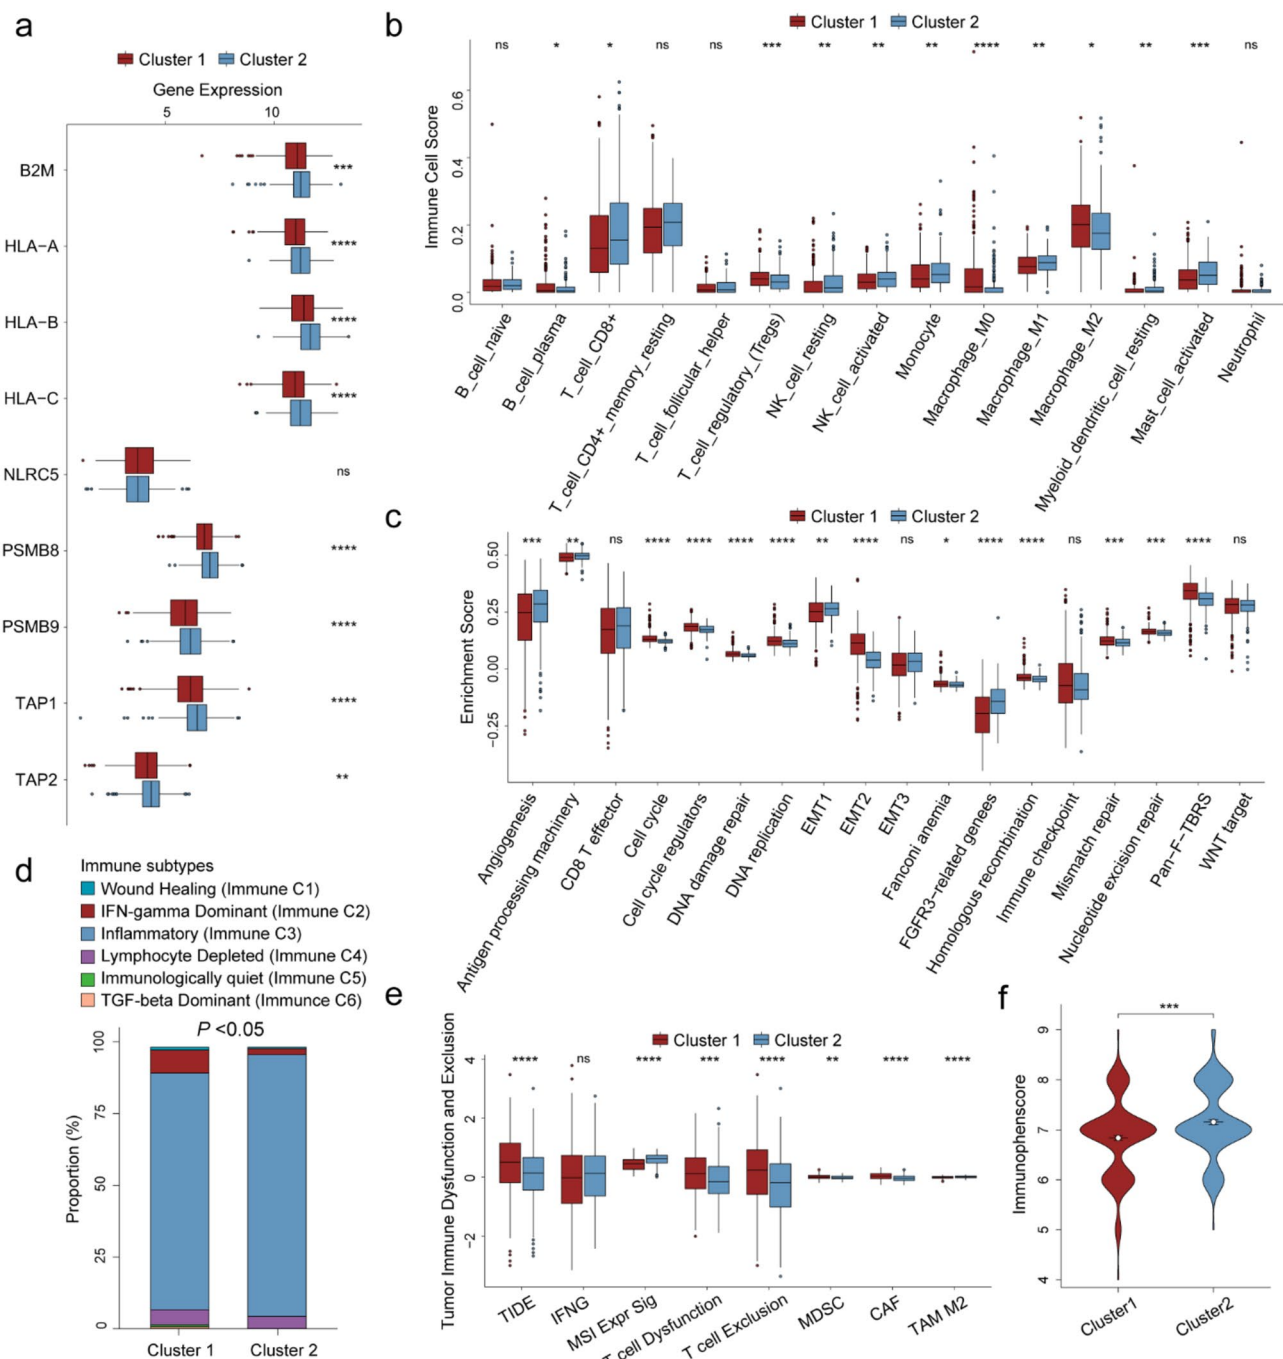 a
Cluster 1 Cluster 2
Gene Expression
5 10
B2M ***
HLA-A ****
HLA-B ****
HLA-C ****
NLRC5 ns
PSMB8 ****
PSMB9 ****
TAP1 ****
TAP2 **
b
Cluster 1 Cluster 2
ns * * ns ns *** ** ** ** **** ** * ** *** ns
Immune Cell Score
0.6
0.4
0.2
0.0
B_cell_naive
B_cell_plasma
T_cell_CD8+
T_cell_CD4+_memory_resting
T_cell_follicular_helper
T_cell_regulatory_(Tregs)
NK_cell_resting
NK_cell_activated
Monocyte
Macrophage_M0
Macrophage_M1
Macrophage_M2
Myeloid_dendritic_cell_resting
Mast_cell_activated
Neutrophil
c
Cluster 1 Cluster 2
*** ** ns **** **** **** **** ** **** ns * **** **** ns *** *** **** ns
Enrichment Socre
0.50
0.25
0.00
−0.25
Angiogenesis
Antigen processing machinery
CD8 T effector
Cell cycle
Cell cycle regulators
DNA damage repair
DNA replication
EMT1
EMT2
EMT3
Fanconi anemia
FGFR3-related genees
Homologous recombination
Immune checkpoint
Mismatch repair
Nucleotide excision repair
Pan-F-TBRS
WNT target
d
Immune subtypes
Wound Healing (Immune C1)
IFN-gamma Dominant (Immune C2)
Inflammatory (Immune C3)
Lymphocyte Depleted (Immune C4)
Immunologically quiet (Immune C5)
TGF-beta Dominant (Immunce C6)
P <0.05
Proportion (%)
100
75
50
25
0
Cluster 1 Cluster 2
e
Cluster 1 Cluster 2
**** ns **** *** **** ** **** ****
Tumor Immune Dysfunction and Exclusion
4
2
0
−2
TIDE
IFNG
MSI Expr Sig
T cell Dysfunction
T cell Exclusion
MDSC
CAF
TAM M2
f
***
Immunophenscore
9
8
7
6
5
4
Cluster1
Cluster2